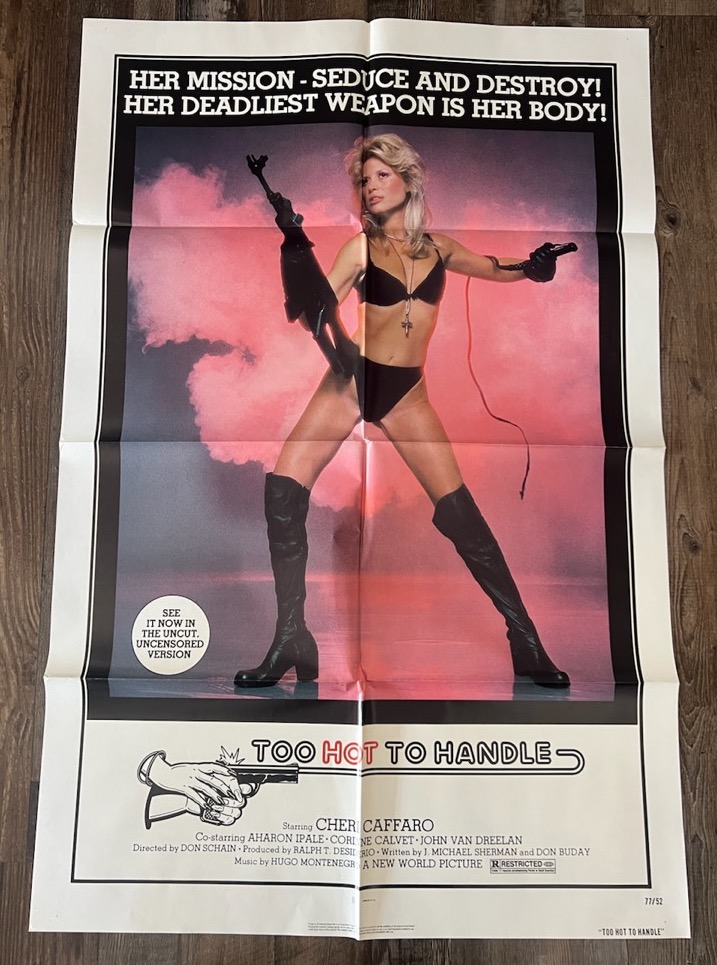 HER MISSION - SEDUCE AND DESTROY!
HER DEADLIEST WEAPON IS HER BODY!
SEE
IT NOW IN
THE UNCUT,
UNCENSORED
VERSION
TOO HOT TO HANDLE
Starring CHERI CAFFARO
Co-starring AHARON IPALE • CORINNE CALVET • JOHN VAN DREELAN
Directed by DON SCHAIN • Produced by RALPH T. DESIDERIO • Written by J. MICHAEL SHERMAN and DON BUDAY
Music by HUGO MONTENEGRO A NEW WORLD PICTURE R RESTRICTED
77/52
"TOO HOT TO HANDLE"